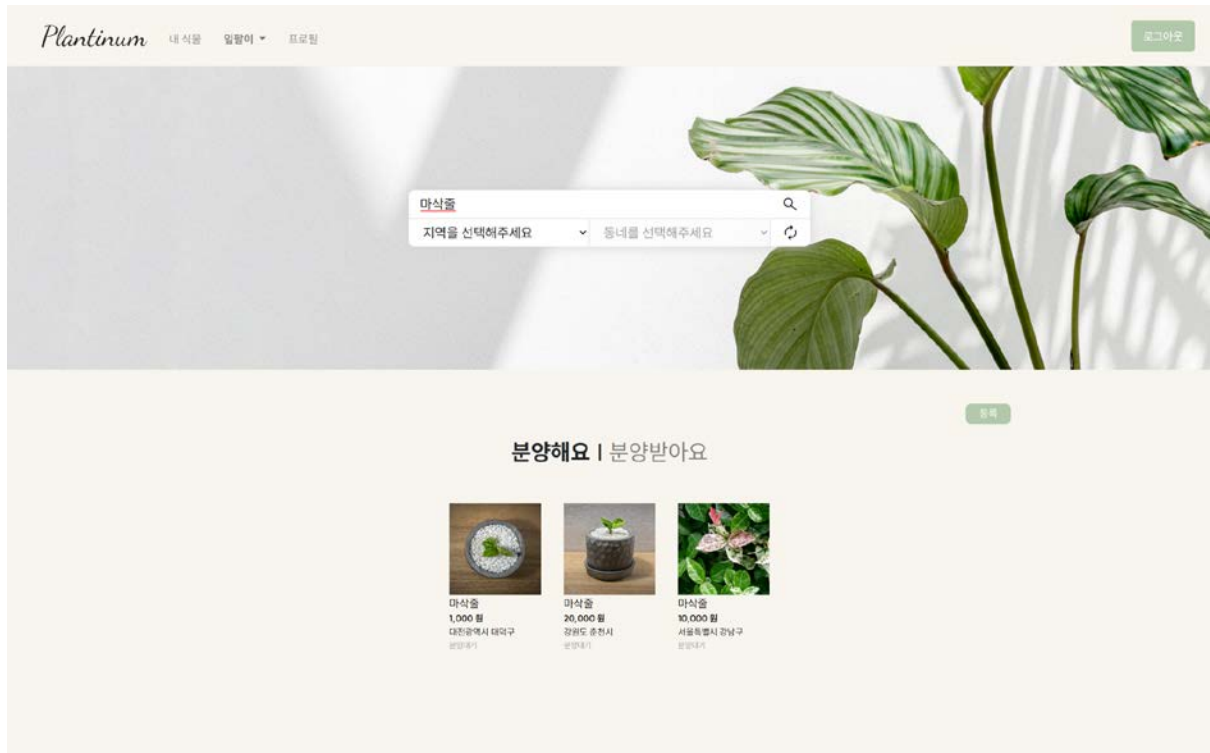 Plantinum 내 식물 잎팔이 프로필 로그아웃
마삭줄
지역을 선택해주세요 동네를 선택해주세요
등록
분양해요 | 분양받아요
마삭줄 마삭줄 마삭줄
1,000 원 20,000 원 10,000 원
대전광역시 대덕구 강원도 춘천시 서울특별시 강남구
분양대기 분양대기 분양대기